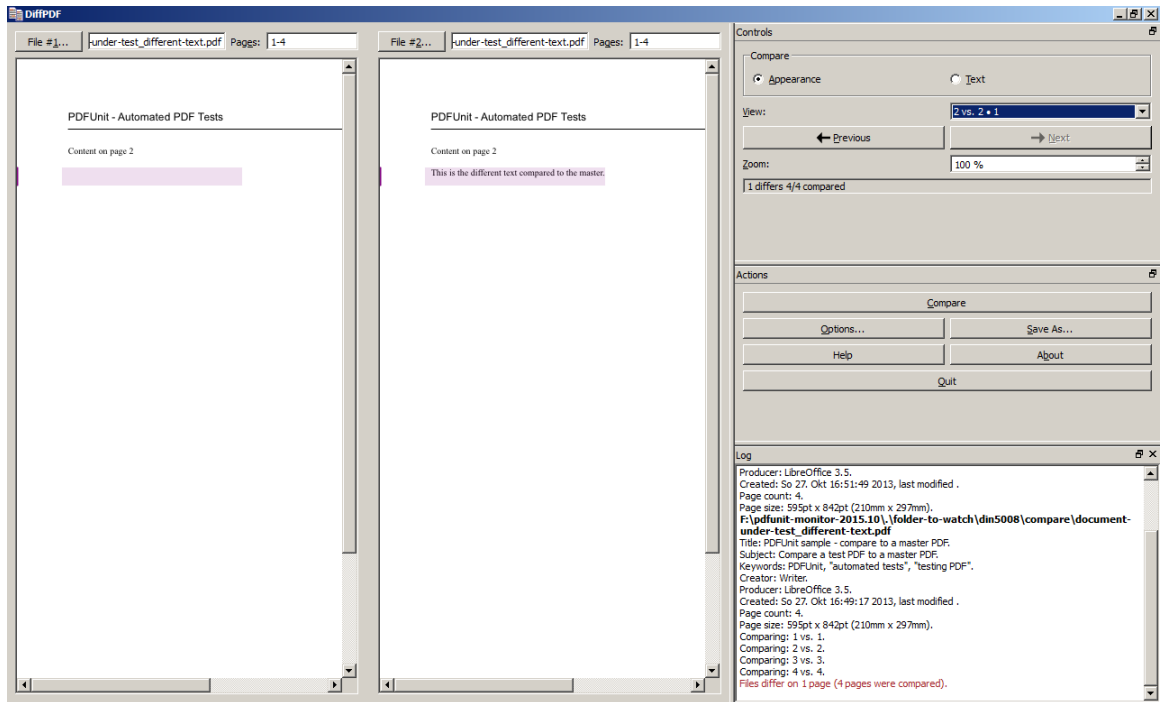 DiffPDF
File #1... -under-test_different-text.pdf Pages: 1-4
File #2... -under-test_different-text.pdf Pages: 1-4
PDFUnit - Automated PDF Tests
Content on page 2
PDFUnit - Automated PDF Tests
Content on page 2
This is the different text compared to the master.
Controls
Compare
Appearance Text
View: 2 vs. 2 • 1
Previous Next
Zoom: 100 %
1 differs 4/4 compared
Actions
Compare
Options... Save As...
Help About
Quit
Log
Producer: LibreOffice 3.5.
Created: So 27. Okt 16:51:49 2013, last modified .
Page count: 4.
Page size: 595pt x 842pt (210mm x 297mm).
F:\pdfunit-monitor-2015.10\.\folder-to-watch\din5008\compare\document-
under-test_different-text.pdf
Title: PDFUnit sample - compare to a master PDF.
Subject: Compare a test PDF to a master PDF.
Keywords: PDFUnit, "automated tests", "testing PDF".
Creator: Writer.
Producer: LibreOffice 3.5.
Created: So 27. Okt 16:49:17 2013, last modified .
Page count: 4.
Page size: 595pt x 842pt (210mm x 297mm).
Comparing: 1 vs. 1.
Comparing: 2 vs. 2.
Comparing: 3 vs. 3.
Comparing: 4 vs. 4.
Files differ on 1 page (4 pages were compared).